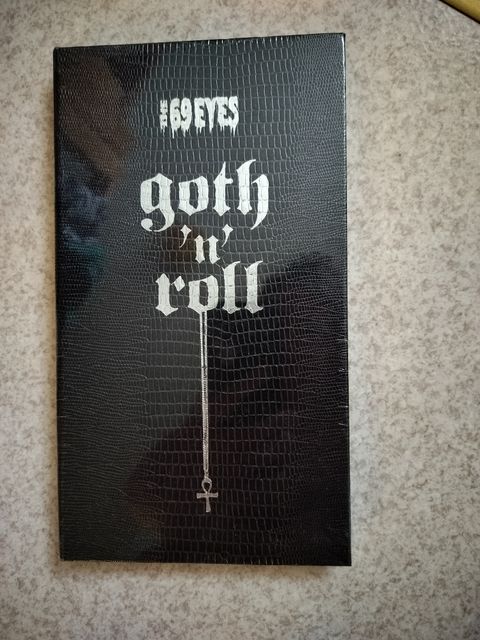 THE 69 EYES
goth
'n'
roll